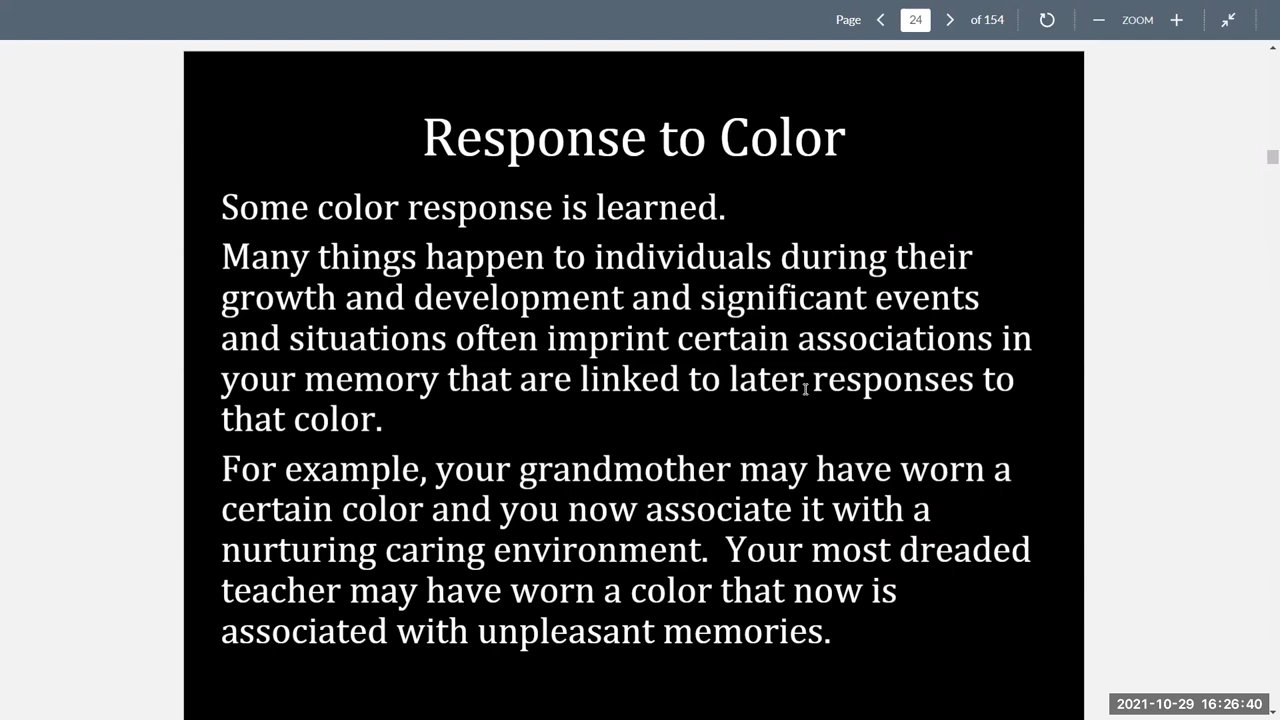 Page 24 of 154 ZOOM
Response to Color
Some color response is learned.
Many things happen to individuals during their
growth and development and significant events
and situations often imprint certain associations in
your memory that are linked to later responses to
that color.
For example, your grandmother may have worn a
certain color and you now associate it with a
nurturing caring environment.  Your most dreaded
teacher may have worn a color that now is
associated with unpleasant memories.
2021-10-29 16:26:40